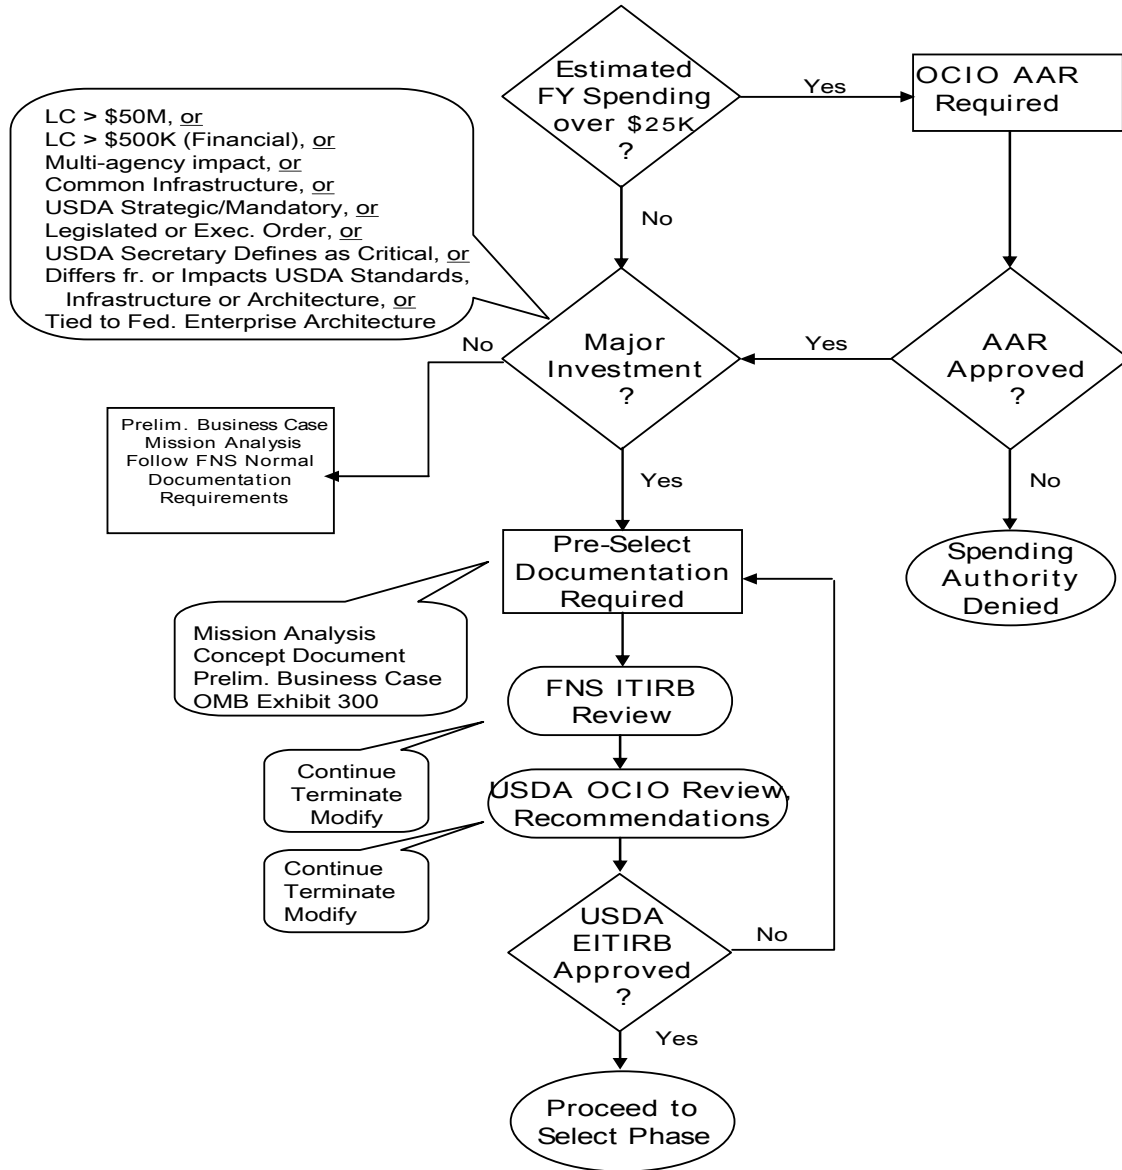 Estimated
FY Spending
over $25K
?
Yes
OCIO AAR
Required
No
LC > $50M, or
LC > $500K (Financial), or
Multi-agency impact, or
Common Infrastructure, or
USDA Strategic/Mandatory, or
Legislated or Exec. Order, or
USDA Secretary Defines as Critical, or
Differs fr. or Impacts USDA Standards,
Infrastructure or Architecture, or
Tied to Fed. Enterprise Architecture
No
Major
Investment
?
Yes
AAR
Approved
?
Prelim. Business Case
Mission Analysis
Follow FNS Normal
Documentation
Requirements
Yes
No
Pre-Select
Documentation
Required
Spending
Authority
Denied
Mission Analysis
Concept Document
Prelim. Business Case
OMB Exhibit 300
FNS ITIRB
Review
Continue
Terminate
Modify
USDA OCIO Review,
Recommendations
Continue
Terminate
Modify
USDA
EITIRB
Approved
?
No
Yes
Proceed to
Select Phase